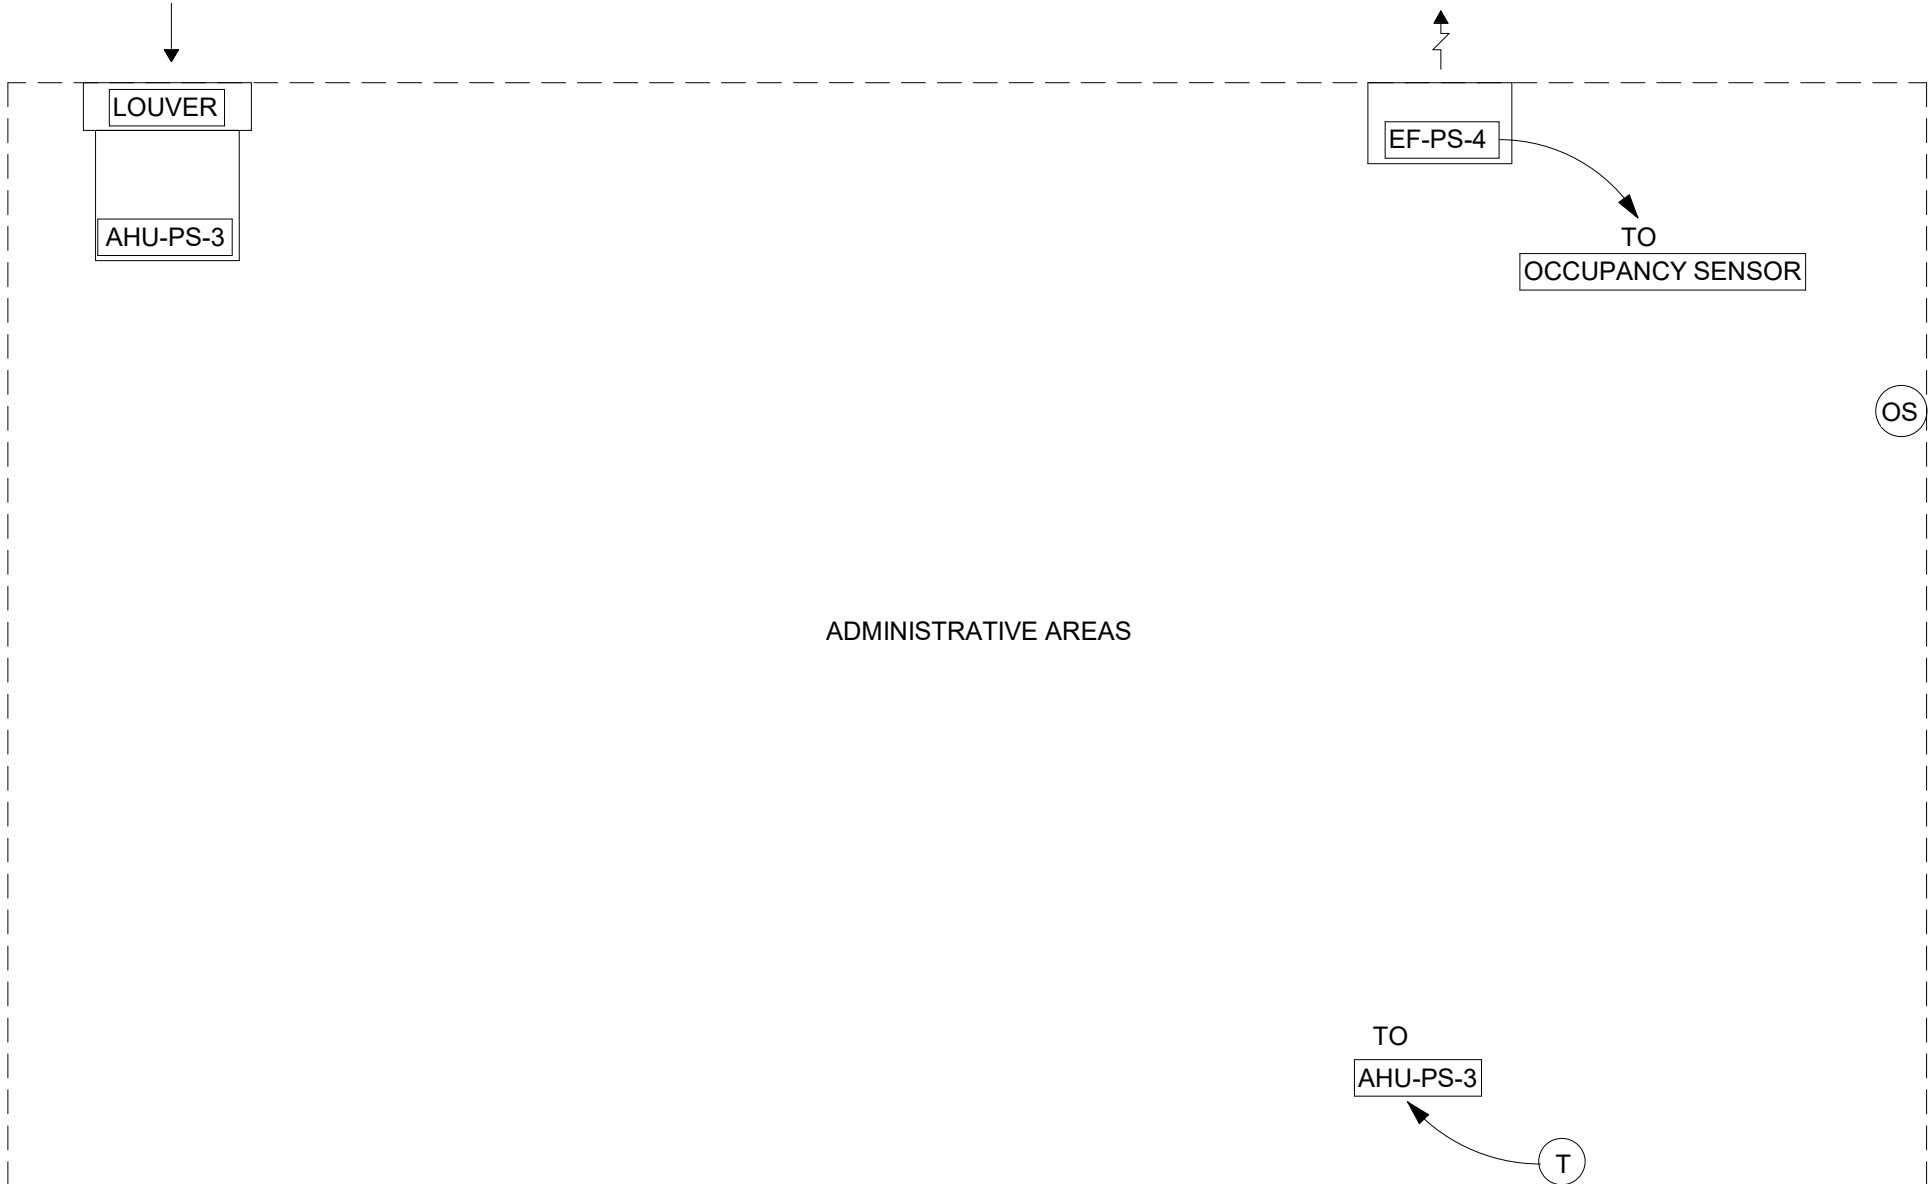 LOUVER
EF-PS-4
AHU-PS-3
TO
OCCUPANCY SENSOR
OS
ADMINISTRATIVE AREAS
TO
AHU-PS-3
T